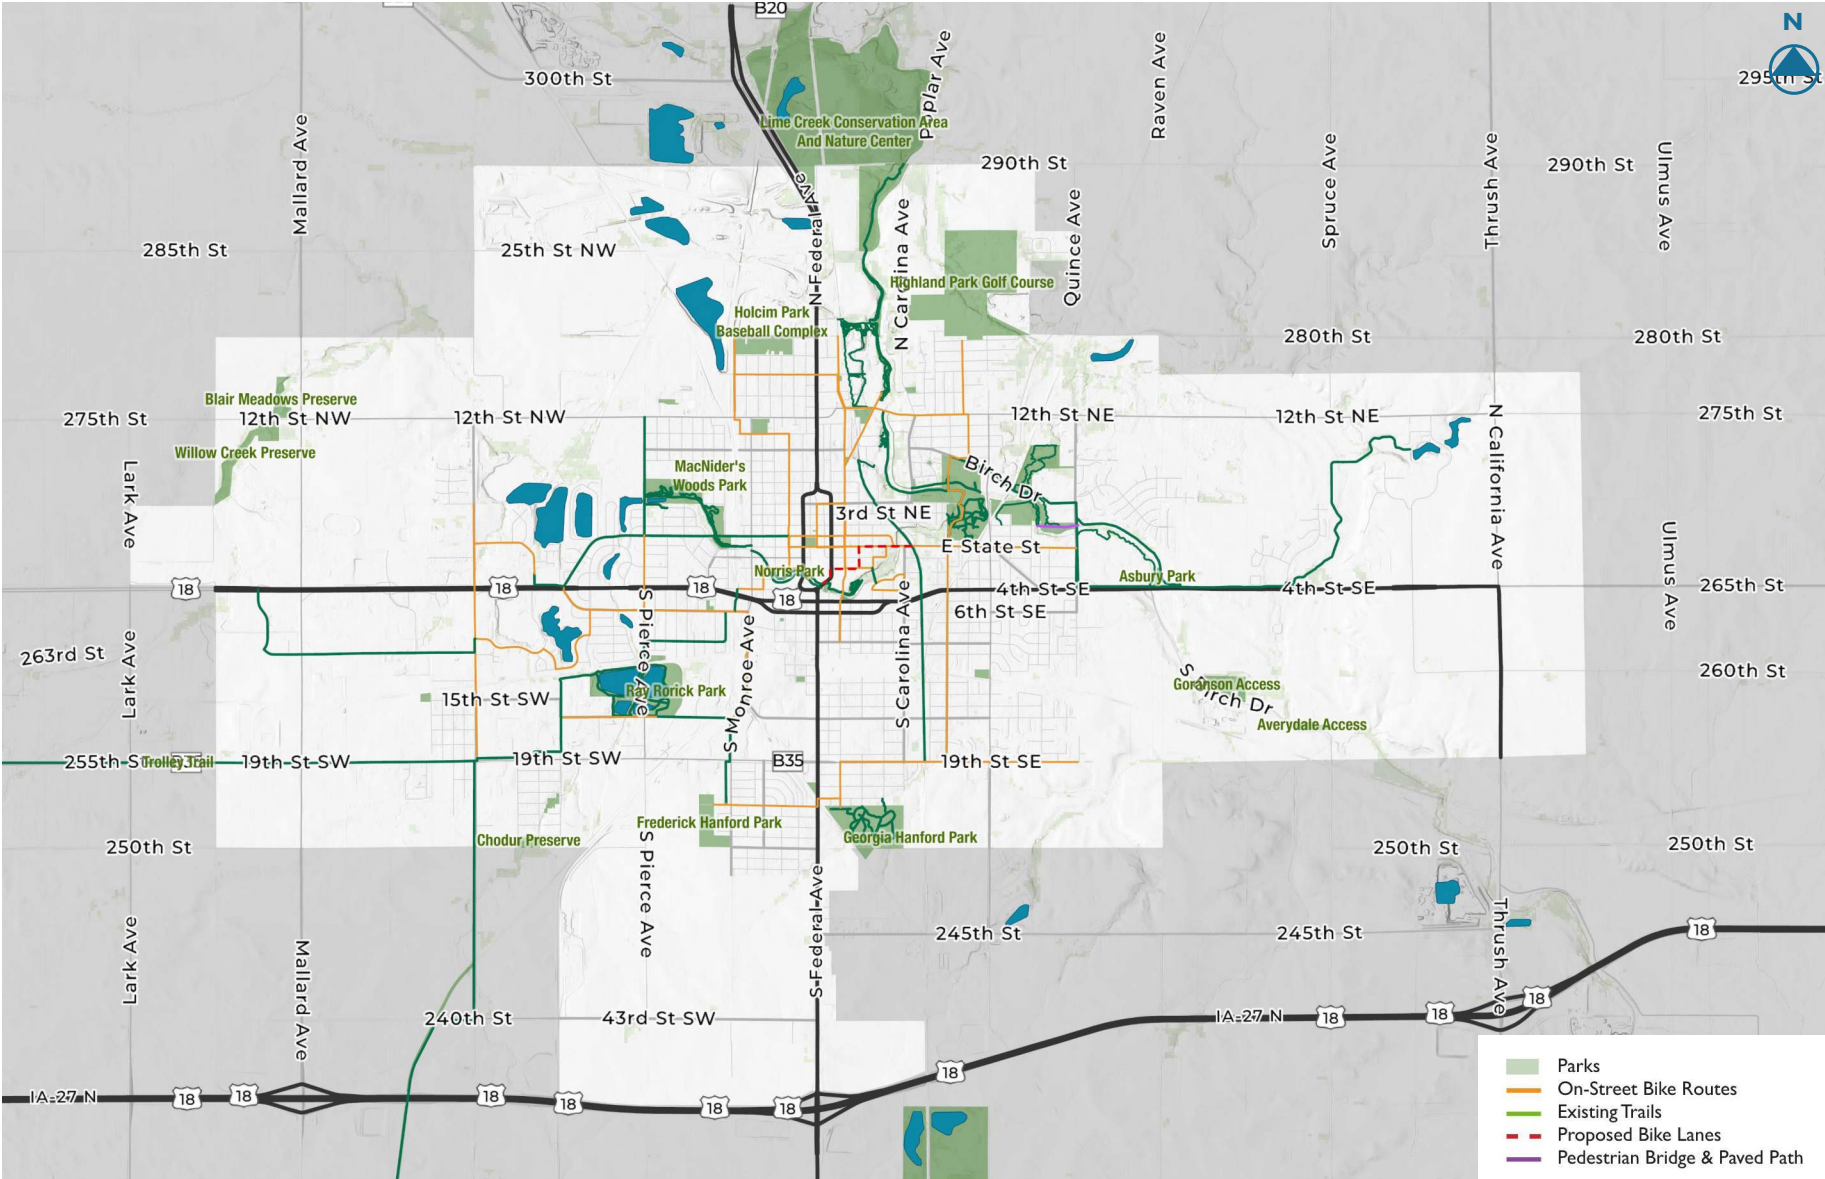 B20
N
300th St
295th St
Mallard Ave
Poplar Ave
Raven Ave
Lime Creek Conservation Area
And Nature Center
Spruce Ave
Thrush Ave
Ulmus Ave
290th St
290th St
285th St
25th St NW
N Federal Ave
N Carolina Ave
Quince Ave
Highland Park Golf Course
Holcim Park
Baseball Complex
280th St
280th St
Blair Meadows Preserve
275th St
12th St NW
12th St NW
12th St NE
12th St NE
275th St
Willow Creek Preserve
Lark Ave
MacNider's
Woods Park
Birch Dr
N California Ave
3rd St NE
E State St
Ulmus Ave
Norris Park
Asbury Park
18
18
18
18
4th St SE
4th St SE
265th St
6th St SE
Lark Ave
263rd St
S Pierce Ave
S Monroe Ave
S Carolina Ave
260th St
15th St SW
Ray Rorick Park
Goranson Access
S Birch Dr
Averydale Access
255th St
Trolley Trail
19th St SW
19th St SW
B35
19th St SE
Frederick Hanford Park
Georgia Hanford Park
Chodur Preserve
250th St
250th St
250th St
S Pierce Ave
S Federal Ave
Lark Ave
Mallard Ave
245th St
245th St
Thrush Ave
18
18
240th St
43rd St SW
IA-27 N
18
18
18
IA-27 N
18
18
18
18
18
18
Parks
On-Street Bike Routes
Existing Trails
Proposed Bike Lanes
Pedestrian Bridge & Paved Path